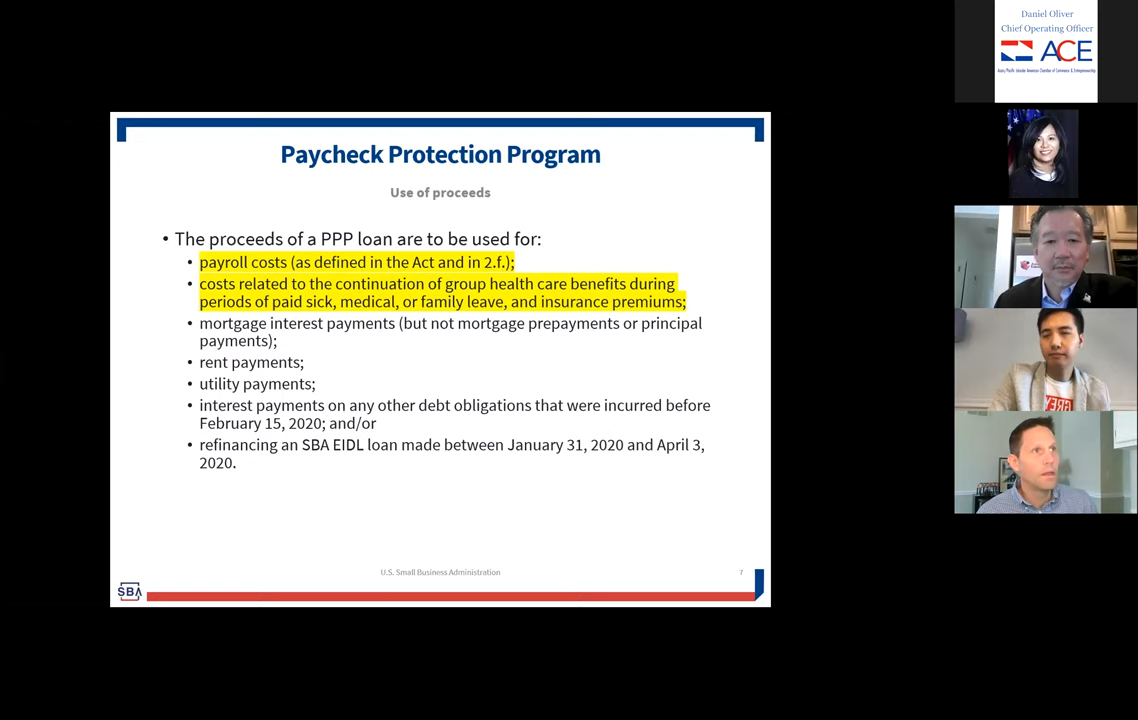 Daniel Oliver
Chief Operating Officer
ACE
Paycheck Protection Program
Use of proceeds
• The proceeds of a PPP loan are to be used for:
• payroll costs (as defined in the Act and in 2.f.);
• costs related to the continuation of group health care benefits during
periods of paid sick, medical, or family leave, and insurance premiums;
• mortgage interest payments (but not mortgage prepayments or principal
payments);
• rent payments;
• utility payments;
• interest payments on any other debt obligations that were incurred before
February 15, 2020; and/or
• refinancing an SBA EIDL loan made between January 31, 2020 and April 3,
2020.
U.S. Small Business Administration
7
SBA